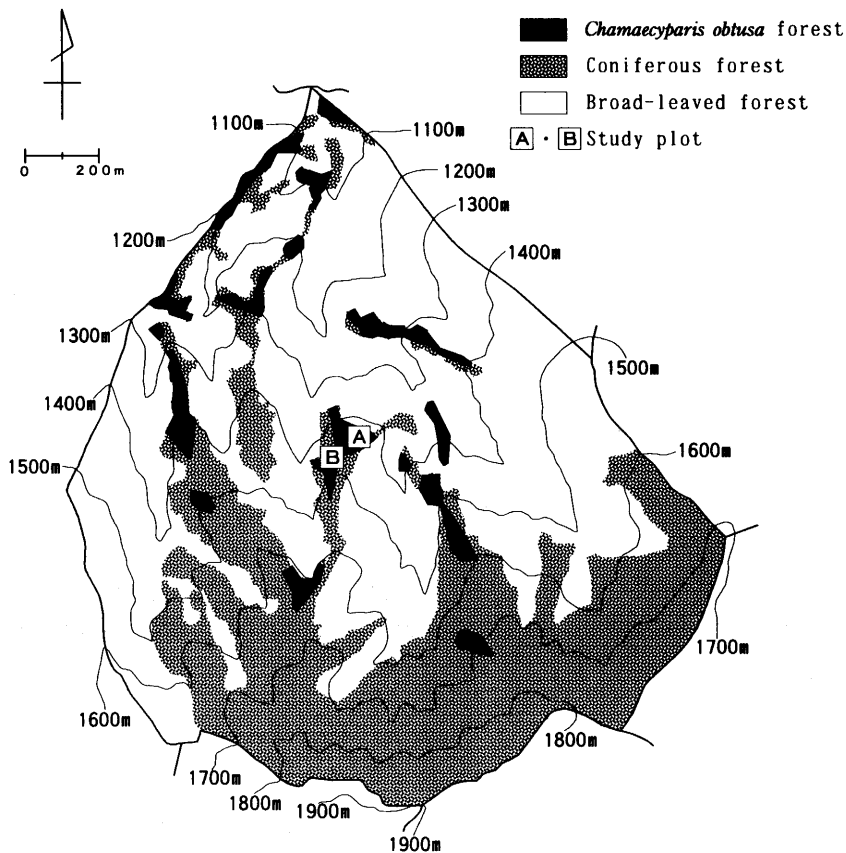 Chamaecyparis obtusa forest
Coniferous forest
Broad-leaved forest
A · B Study plot
0 200m
1100m
1100m
1200m
1300m
1200m
1400m
1300m
1500m
1400m
1500m
1600m
A
B
1700m
1600m
1800m
1700m
1800m
1900m
1900m